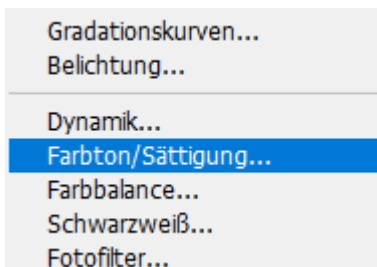 Gradationskurven...
Belichtung...
Dynamik...
Farbton/Sättigung...
Farbbalance...
Schwarzweiß...
Fotofilter...